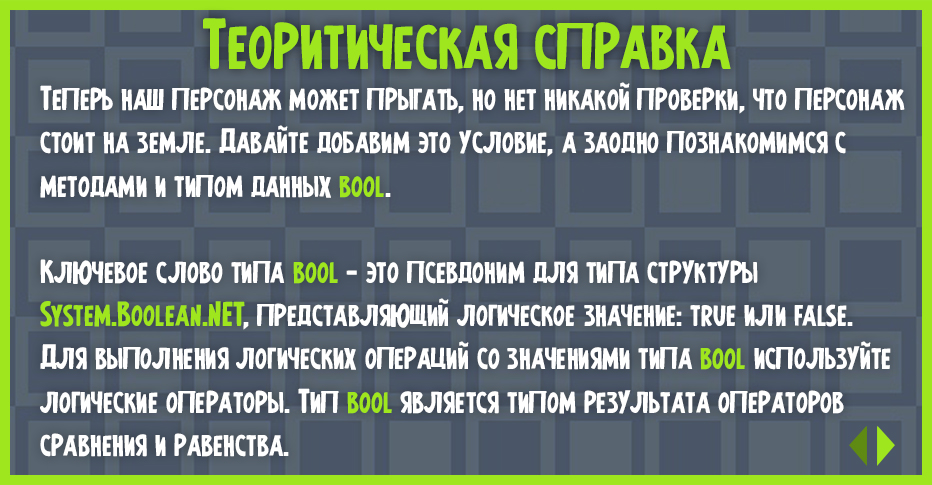 Теоритическая справка
Теперь наш персонаж может прыгать, но нет никакой проверки, что персонаж
стоит на земле. Давайте добавим это условие, а заодно познакомимся с
методами и типом данных bool.
Ключевое слово типа bool - это псевдоним для типа структуры
System.Boolean.NET, представляющий логическое значение: true или false.
Для выполнения логических операций со значениями типа bool используйте
логические операторы. Тип bool является типом результата операторов
сравнения и равенства.